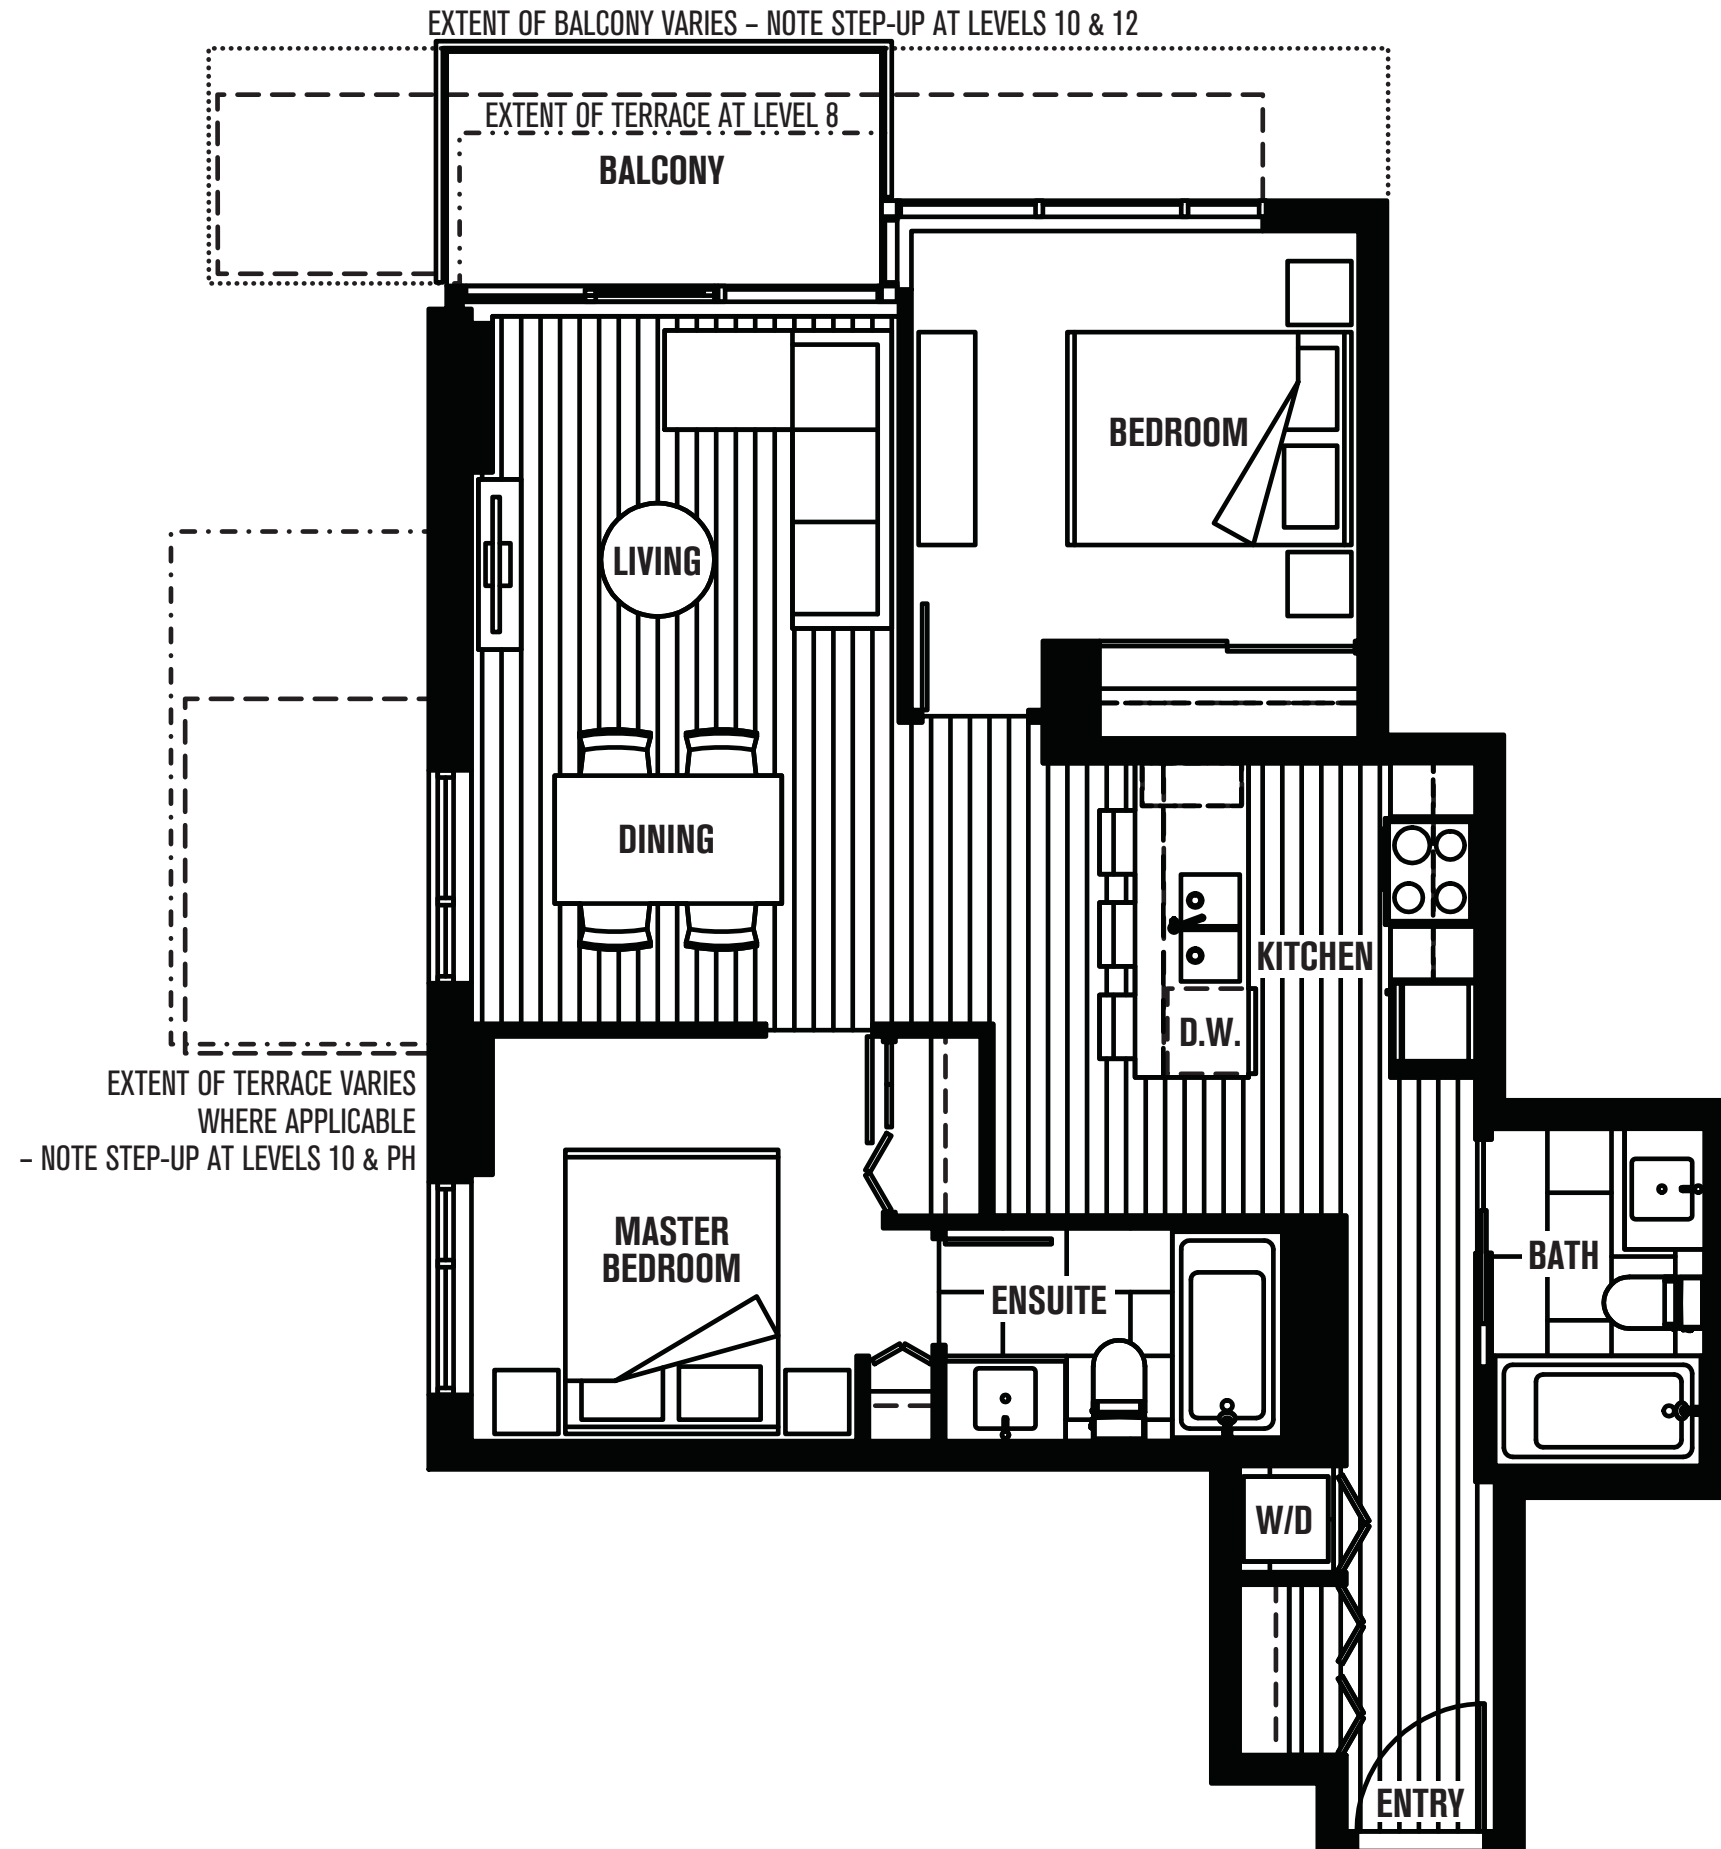 EXTENT OF BALCONY VARIES – NOTE STEP-UP AT LEVELS 10 & 12
EXTENT OF TERRACE AT LEVEL 8
BALCONY
BEDROOM
LIVING
DINING
KITCHEN
D.W.
EXTENT OF TERRACE VARIES
WHERE APPLICABLE
– NOTE STEP-UP AT LEVELS 10 & PH
MASTER
BEDROOM
ENSUITE
BATH
W/D
ENTRY